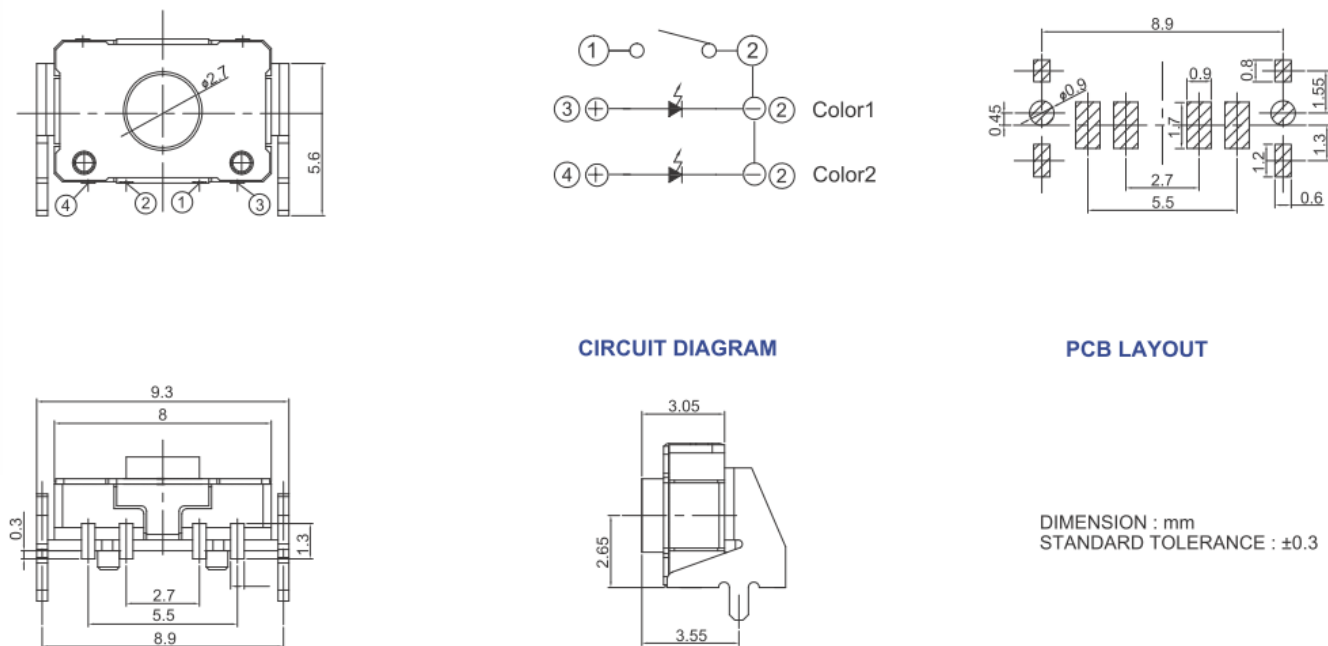 ø2.7
5.6
④ ② ① ③
① ②
③ + − ② Color1
④ + − ② Color2
8.9
0.8
0.9
1.55
ø0.9
0.45
1.7
1.3
1.2
2.7
0.6
5.5
CIRCUIT DIAGRAM
PCB LAYOUT
9.3
8
0.3
1.3
2.7
5.5
8.9
3.05
2.65
3.55
DIMENSION : mm
STANDARD TOLERANCE : ±0.3